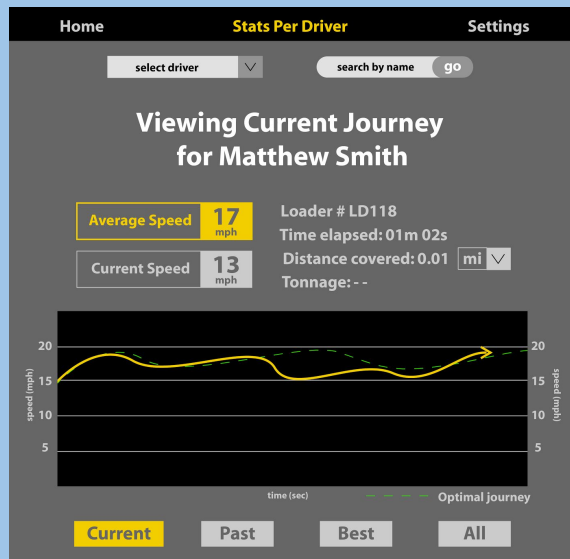 Home Stats Per Driver Settings
select driver search by name go
Viewing Current Journey
for Matthew Smith
Average Speed 17 mph
Current Speed 13 mph
Loader # LD118
Time elapsed: 01m 02s
Distance covered: 0.01 mi
Tonnage: - -
speed (mph)
20
15
10
5
20
15
10
5
speed (mph)
time (sec)
Optimal journey
Current Past Best All